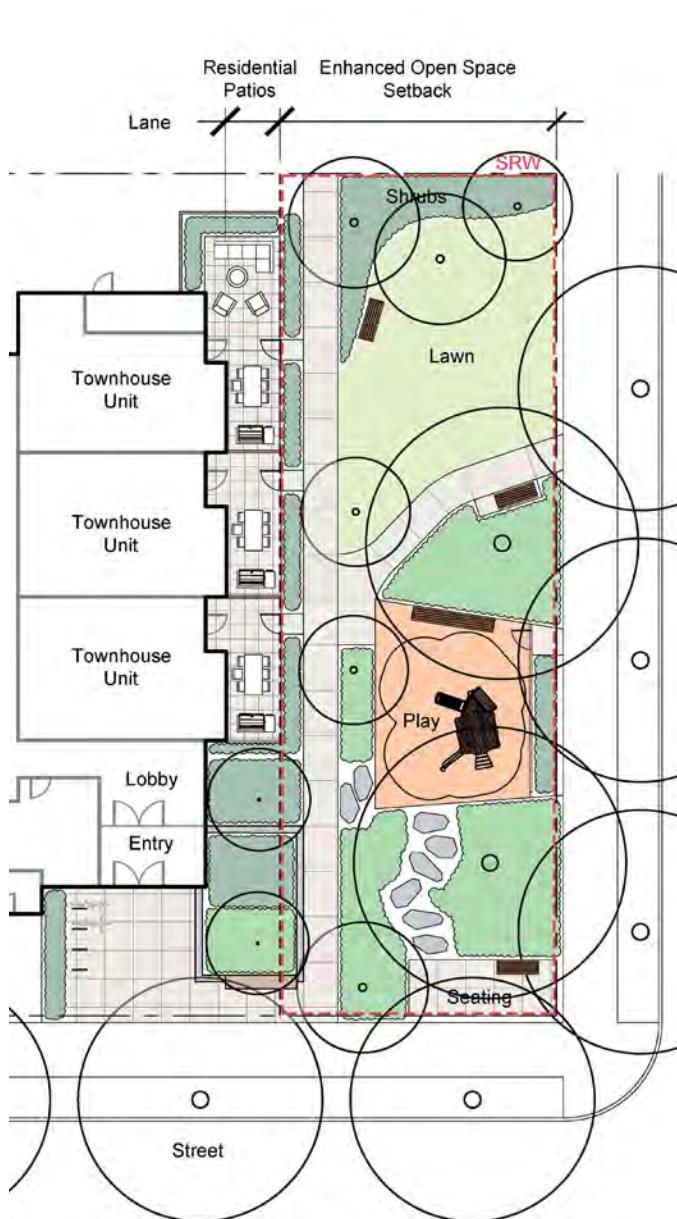 Residential
Patios
Enhanced Open Space
Setback
Lane
SRW
Shrubs
Lawn
Townhouse
Unit
Townhouse
Unit
Townhouse
Unit
Play
Lobby
Entry
Seating
Street